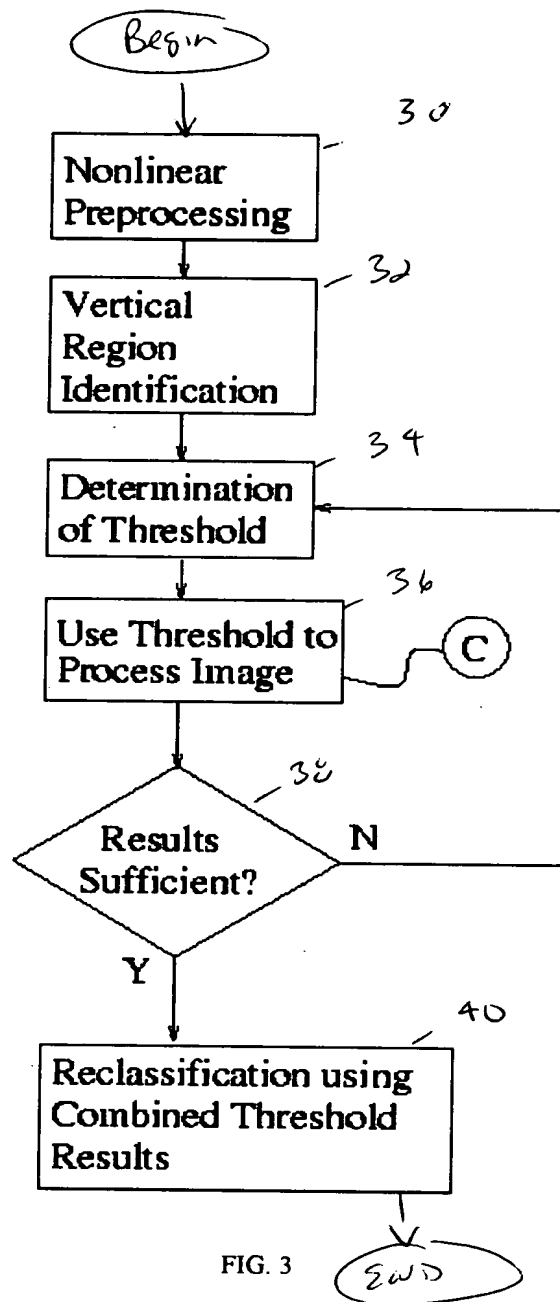 Begin
30
Nonlinear
Preprocessing
32
Vertical
Region
Identification
34
Determination
of Threshold
36
Use Threshold to
Process Image
C
38
Results
Sufficient?
N
Y
40
Reclassification using
Combined Threshold
Results
FIG. 3
END